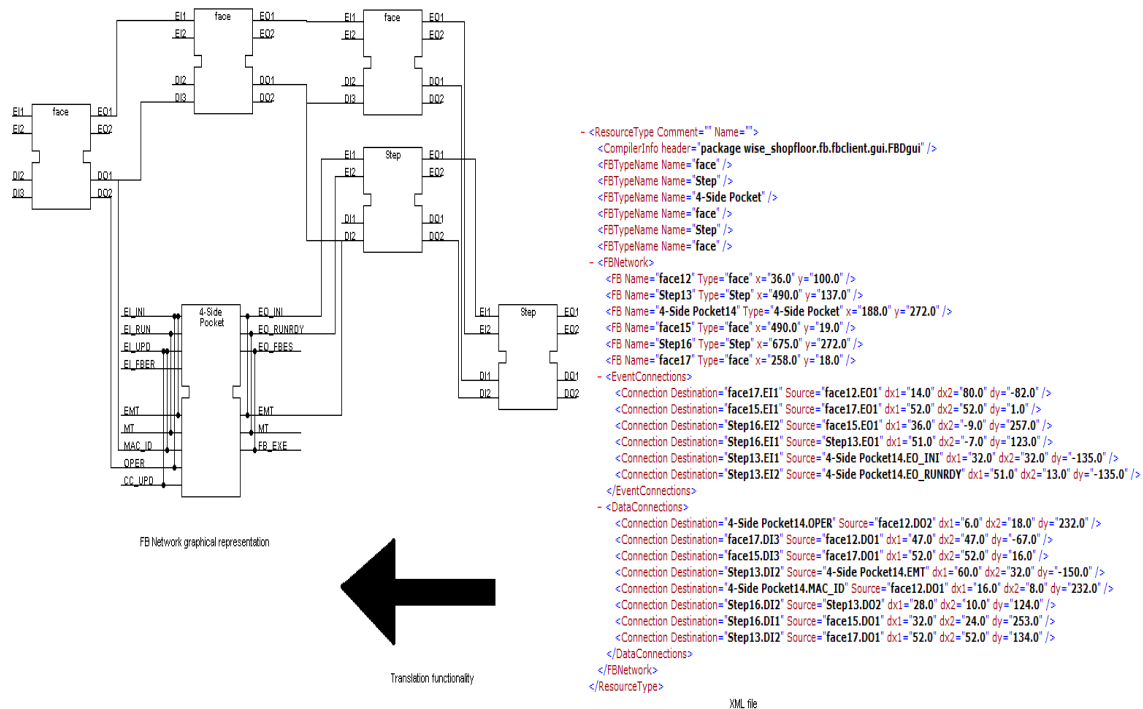 face
EI1
EI2
DI2
DI3
EO1
EO2
DO1
DO2
face
EI1
EI2
DI2
DI3
EO1
EO2
DO1
DO2
face
EI1
EI2
DI2
DI3
EO1
EO2
DO1
DO2
Step
EI1
EI2
DI1
DI2
EO1
EO2
DO1
DO2
4-Side
Pocket
EI_INI
EI_RUN
EI_UPD
EI_FBER
EMT
MT
MAC_ID
OPER
CC_UPD
EO_INI
EO_RUNRDY
EO_FBES
EMT
MT
FB_EXE
Step
EI1
EI2
DI1
DI2
EO1
EO2
DO1
DO2
FB Network graphical representation
Translation functionality
- <ResourceType Comment="" Name="">
<CompilerInfo header="package wise_shopfloor.fb.fbclient.gui.FBDgui" />
<FBTypeName Name="face" />
<FBTypeName Name="Step" />
<FBTypeName Name="4-Side Pocket" />
<FBTypeName Name="face" />
<FBTypeName Name="Step" />
<FBTypeName Name="face" />
- <FBNetwork>
<FB Name="face12" Type="face" x="36.0" y="100.0" />
<FB Name="Step13" Type="Step" x="490.0" y="137.0" />
<FB Name="4-Side Pocket14" Type="4-Side Pocket" x="188.0" y="272.0" />
<FB Name="face15" Type="face" x="490.0" y="19.0" />
<FB Name="Step16" Type="Step" x="675.0" y="272.0" />
<FB Name="face17" Type="face" x="258.0" y="18.0" />
- <EventConnections>
<Connection Destination="face17.EI1" Source="face12.EO1" dx1="14.0" dx2="80.0" dy="-82.0" />
<Connection Destination="face15.EI1" Source="face17.EO1" dx1="52.0" dx2="52.0" dy="1.0" />
<Connection Destination="Step16.EI2" Source="face15.EO1" dx1="36.0" dx2="-9.0" dy="257.0" />
<Connection Destination="Step16.EI1" Source="Step13.EO1" dx1="51.0" dx2="-7.0" dy="123.0" />
<Connection Destination="Step13.EI1" Source="4-Side Pocket14.EO_INI" dx1="32.0" dx2="32.0" dy="-135.0" />
<Connection Destination="Step13.EI2" Source="4-Side Pocket14.EO_RUNRDY" dx1="51.0" dx2="13.0" dy="-135.0" />
</EventConnections>
- <DataConnections>
<Connection Destination="4-Side Pocket14.OPER" Source="face12.DO2" dx1="6.0" dx2="18.0" dy="232.0" />
<Connection Destination="face17.DI3" Source="face12.DO1" dx1="47.0" dx2="47.0" dy="-67.0" />
<Connection Destination="face15.DI3" Source="face17.DO1" dx1="52.0" dx2="52.0" dy="16.0" />
<Connection Destination="Step13.DI2" Source="4-Side Pocket14.EMT" dx1="60.0" dx2="32.0" dy="-150.0" />
<Connection Destination="4-Side Pocket14.MAC_ID" Source="face12.DO1" dx1="16.0" dx2="8.0" dy="232.0" />
<Connection Destination="Step16.DI2" Source="Step13.DO2" dx1="28.0" dx2="10.0" dy="124.0" />
<Connection Destination="Step16.DI1" Source="face15.DO1" dx1="32.0" dx2="24.0" dy="253.0" />
<Connection Destination="Step13.DI2" Source="face17.DO1" dx1="52.0" dx2="52.0" dy="134.0" />
</DataConnections>
</FBNetwork>
</ResourceType>
XML file